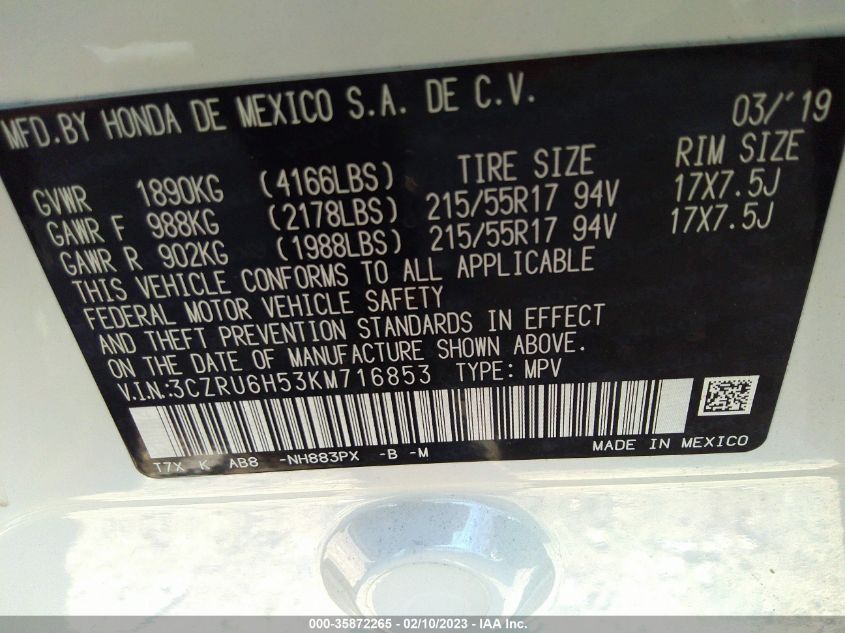 MFD.BY HONDA DE MEXICO S.A. DE C.V. 03/'19
GVWR 1890KG (4166LBS) TIRE SIZE RIM SIZE
GAWR F 988KG (2178LBS) 215/55R17 94V 17X7.5J
GAWR R 902KG (1988LBS) 215/55R17 94V 17X7.5J
THIS VEHICLE CONFORMS TO ALL APPLICABLE
FEDERAL MOTOR VEHICLE SAFETY
AND THEFT PREVENTION STANDARDS IN EFFECT
ON THE DATE OF MANUFACTURE SHOWN ABOVE.
V.I.N.:3CZRU6H53KM716853 TYPE: MPV
T7X K AB8 -NH883PX -B -M MADE IN MEXICO
000-35872265 - 02/10/2023 - IAA Inc.